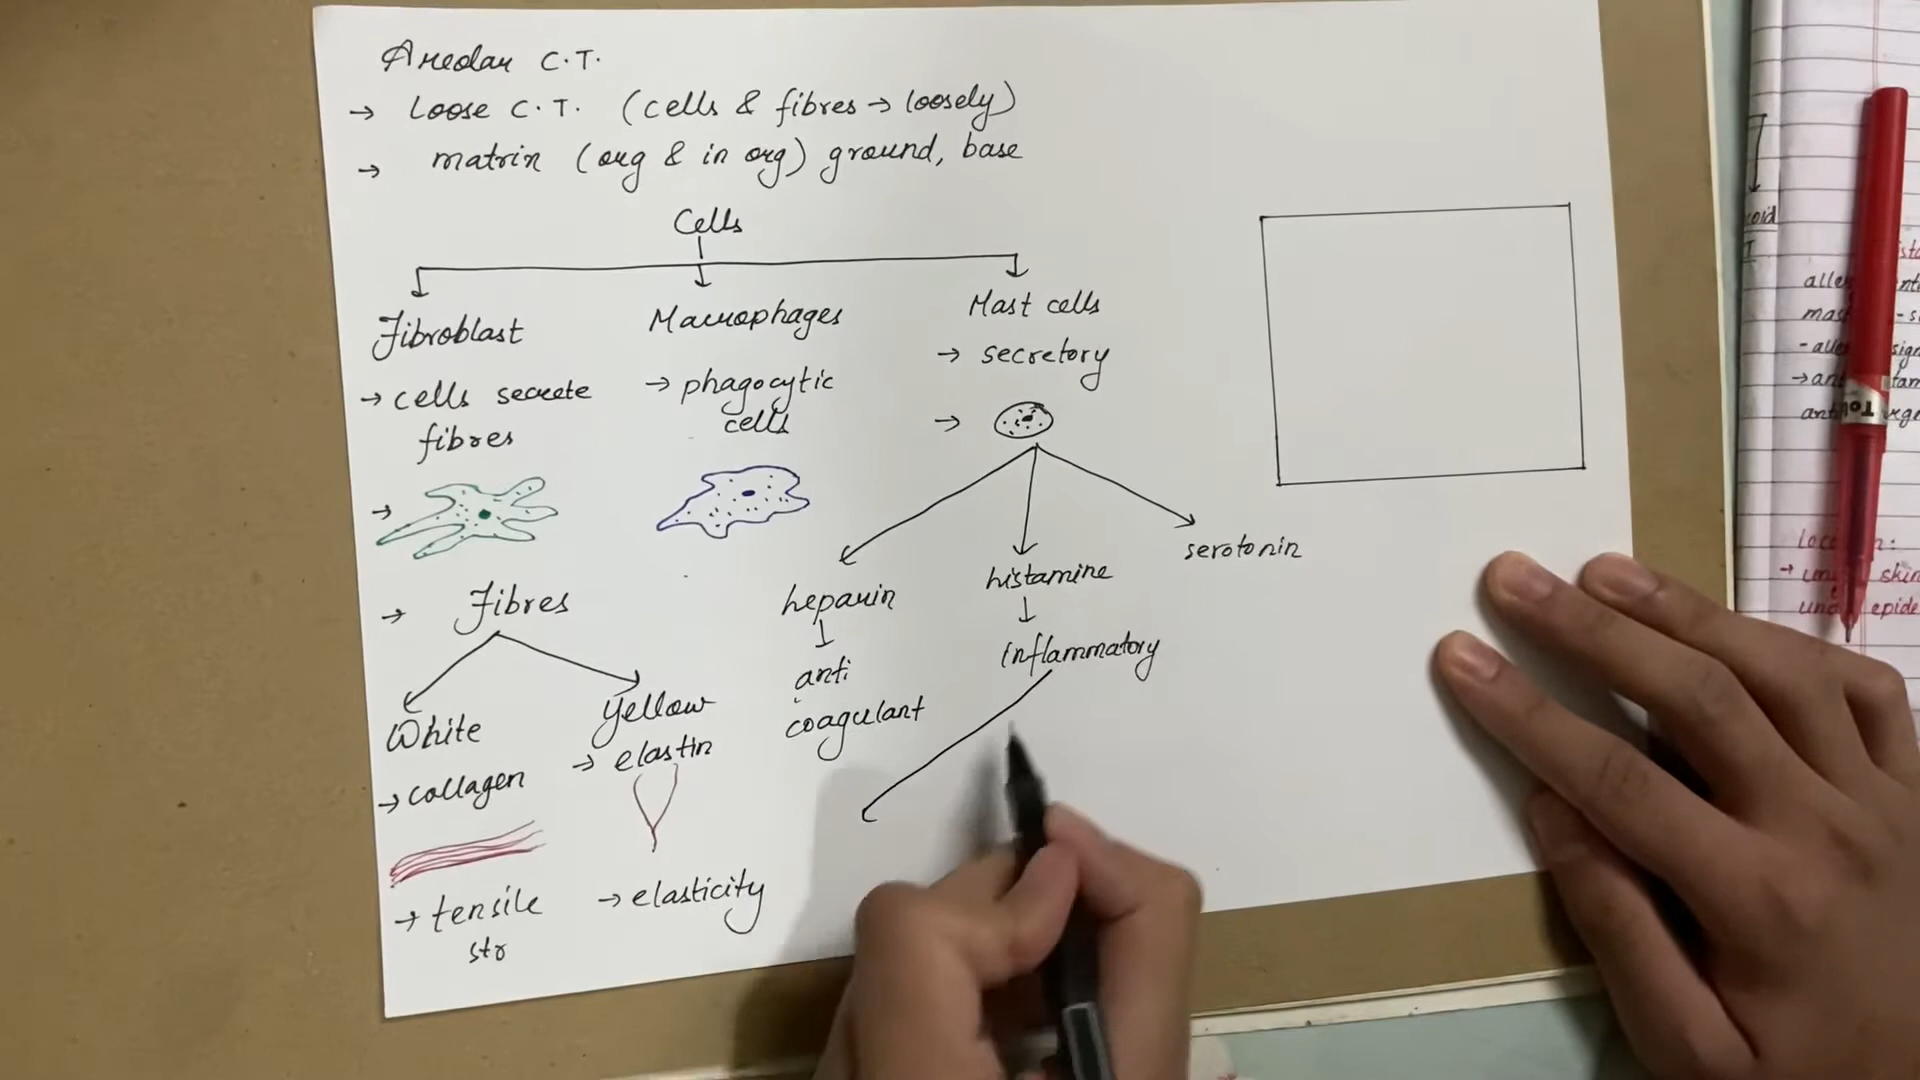 Areolar C.T.
→ Loose C.T. (cells & fibres → loosely)
→ matrix (org & in org) ground, base
Cells
Fibroblast
→ cells secrete
fibres
→
→ Fibres
White
→ collagen
→ tensile
str
Yellow
→ elastin
→ elasticity
Macrophages
→ phagocytic
cells
Mast cells
→ secretory
→
heparin
anti
coagulant
histamine
inflammatory
serotonin